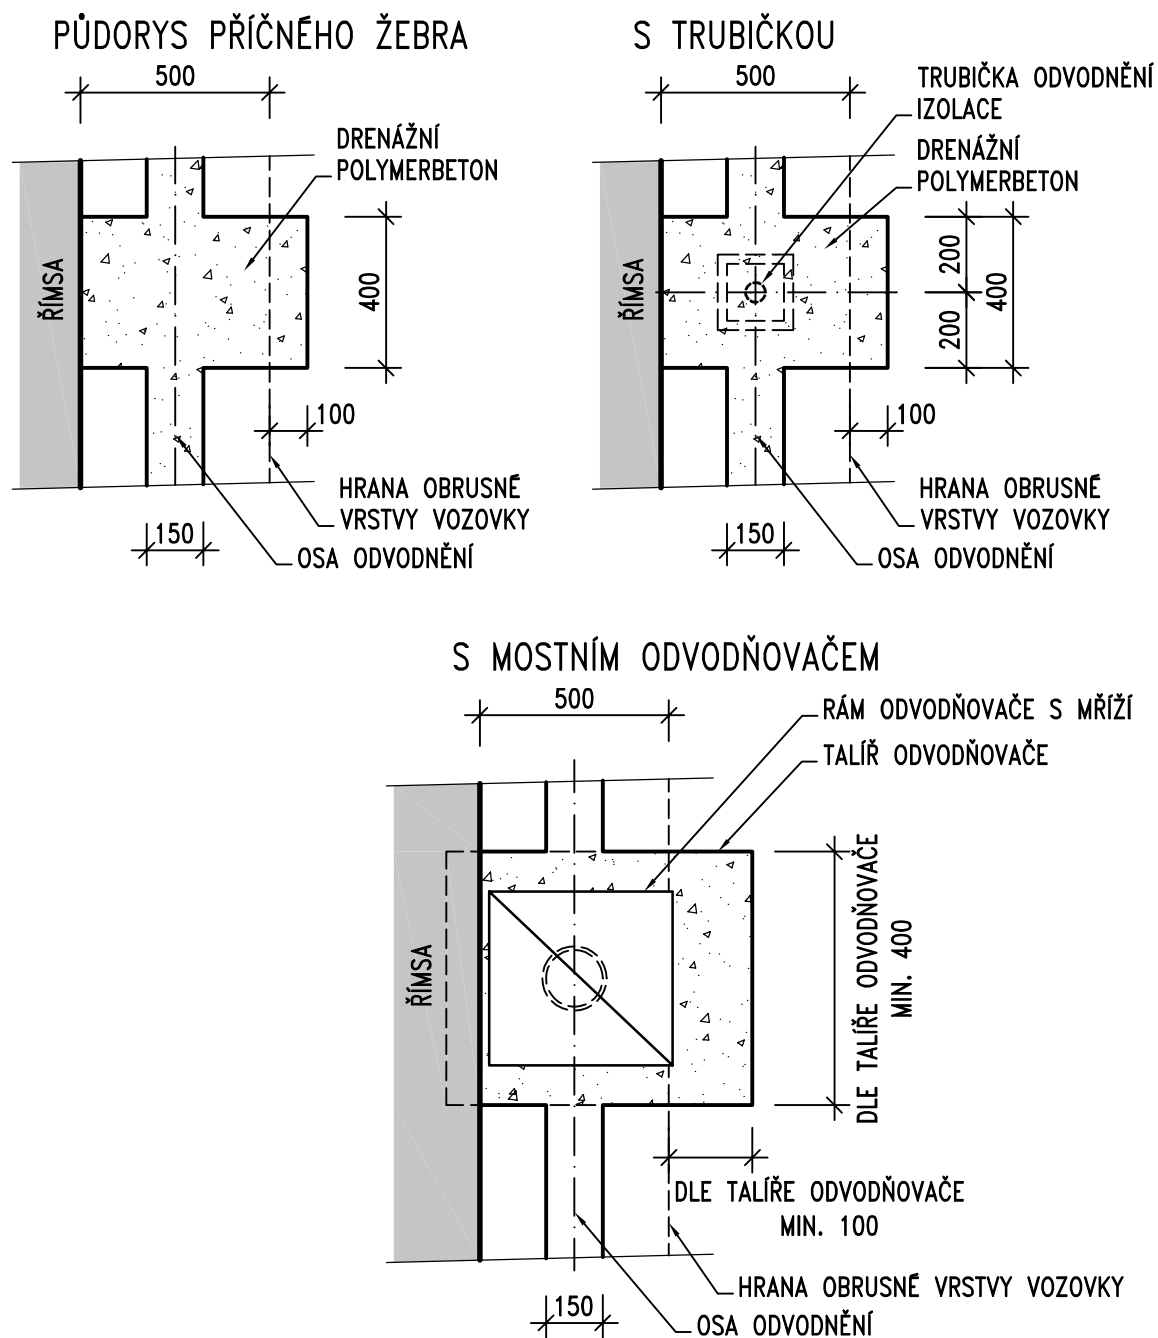 PŮDORYS PŘÍČNÉHO ŽEBRA
500
DRENÁŽNÍ
POLYMERBETON
ŘÍMSA
400
100
HRANA OBRUSNÉ
VRSTVY VOZOVKY
150
OSA ODVODNĚNÍ
S TRUBIČKOU
500
TRUBIČKA ODVODNĚNÍ
IZOLACE
DRENÁŽNÍ
POLYMERBETON
ŘÍMSA
200
400
200
100
HRANA OBRUSNÉ
VRSTVY VOZOVKY
150
OSA ODVODNĚNÍ
S MOSTNÍM ODVODŇOVAČEM
500
RÁM ODVODŇOVAČE S MŘÍŽÍ
TALÍŘ ODVODŇOVAČE
ŘÍMSA
DLE TALÍŘE ODVODŇOVAČE
MIN. 400
DLE TALÍŘE ODVODŇOVAČE
MIN. 100
HRANA OBRUSNÉ VRSTVY VOZOVKY
150
OSA ODVODNĚNÍ